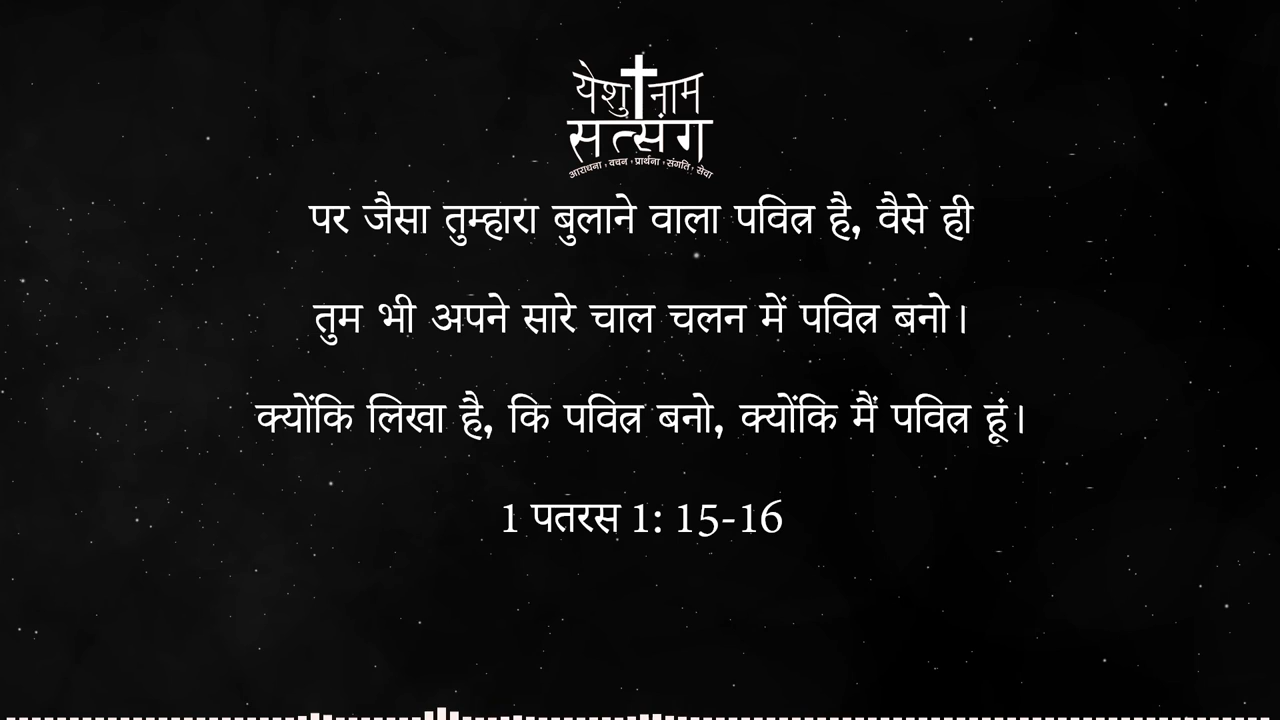 येशु नाम
सत्संग
आराधना , वचन , प्रार्थना , संगति , सेवा
पर जैसा तुम्हारा बुलाने वाला पवित्र है, वैसे ही
तुम भी अपने सारे चाल चलन में पवित्र बनो।
क्योंकि लिखा है, कि पवित्र बनो, क्योंकि मैं पवित्र हूं।
1 पतरस 1: 15-16